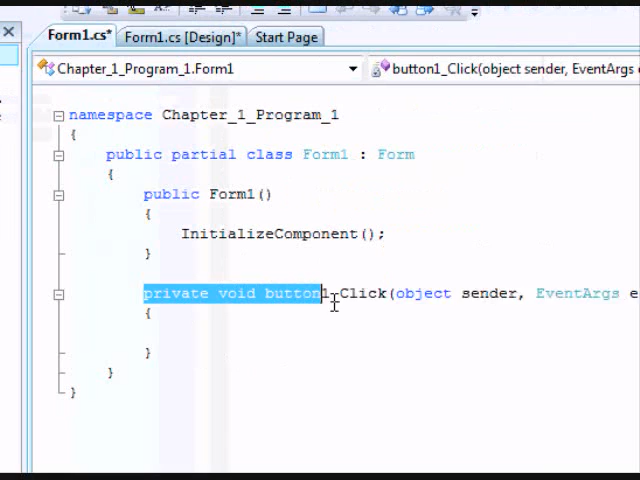 Form1.cs* Form1.cs [Design]* Start Page
Chapter_1_Program_1.Form1 button1_Click(object sender, EventArgs e
namespace Chapter_1_Program_1
{
public partial class Form1 : Form
{
public Form1()
{
InitializeComponent();
}
private void button1_Click(object sender, EventArgs e
{
}
}
}